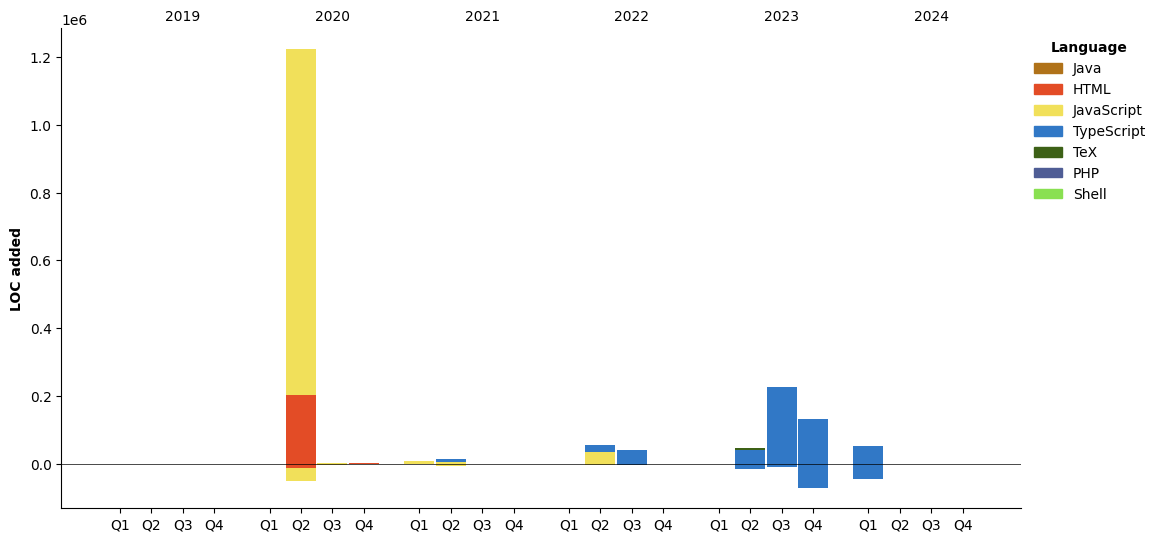 1e6 2019 2020 2021 2022 2023 2024
Language
Java
HTML
JavaScript
TypeScript
TeX
PHP
Shell
LOC added
1.2
1.0
0.8
0.6
0.4
0.2
0.0
Q1 Q2 Q3 Q4 Q1 Q2 Q3 Q4 Q1 Q2 Q3 Q4 Q1 Q2 Q3 Q4 Q1 Q2 Q3 Q4 Q1 Q2 Q3 Q4